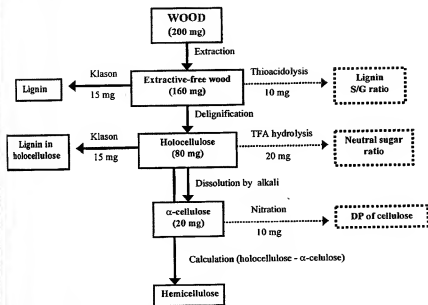 WOOD
(200 mg)
Extraction
Klason
Thioacidolysis
Lignin
Extractive-free wood
Lignin
15 mg
(160 mg)
10 mg
S/G ratio
Delignification
Klason
TFA hydrolysis
Lignin in
Holocellulose
Neutral sugar
holocellulose
15 mg
(80 mg)
20 mg
ratio
Dissolution by alkali
α-cellulose
Nitration
DP of cellulose
(20 mg)
10 mg
Calculation (holocellulose - α-celulose)
Hemicellulose